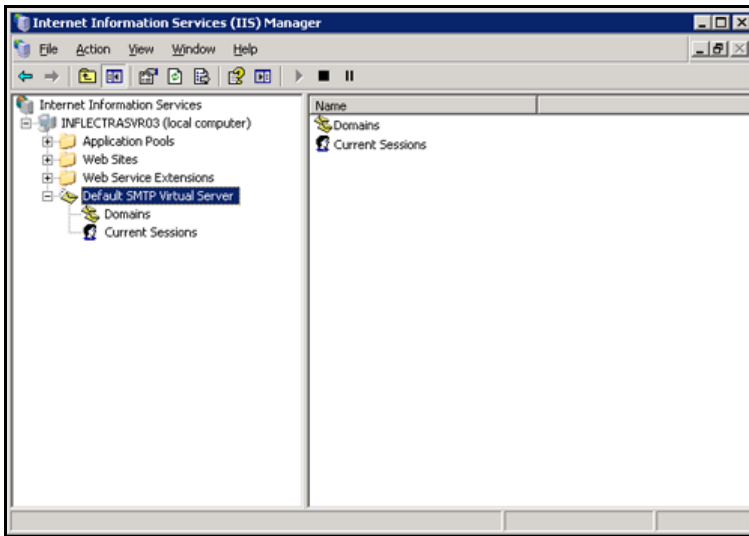 Internet Information Services (IIS) Manager
File Action View Window Help
Internet Information Services
INFLECTRASVR03 (local computer)
Application Pools
Web Sites
Web Service Extensions
Default SMTP Virtual Server
Domains
Current Sessions
Name
Domains
Current Sessions